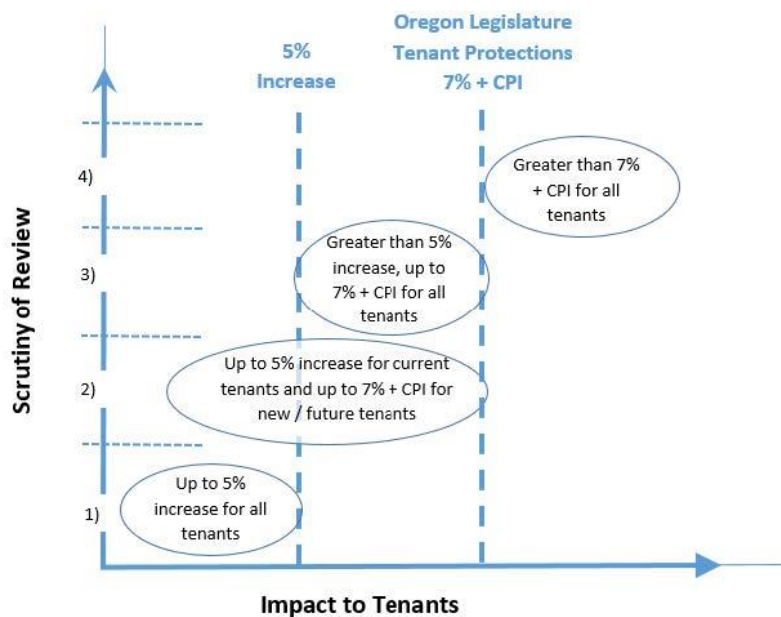 Oregon Legislature
Tenant Protections
7% + CPI
5%
Increase
4)
Greater than 7%
+ CPI for all
tenants
3)
Greater than 5%
increase, up to
7% + CPI for all
tenants
Scrutiny of Review
2)
Up to 5% increase for current
tenants and up to 7% + CPI for
new / future tenants
1)
Up to 5%
increase for all
tenants
Impact to Tenants